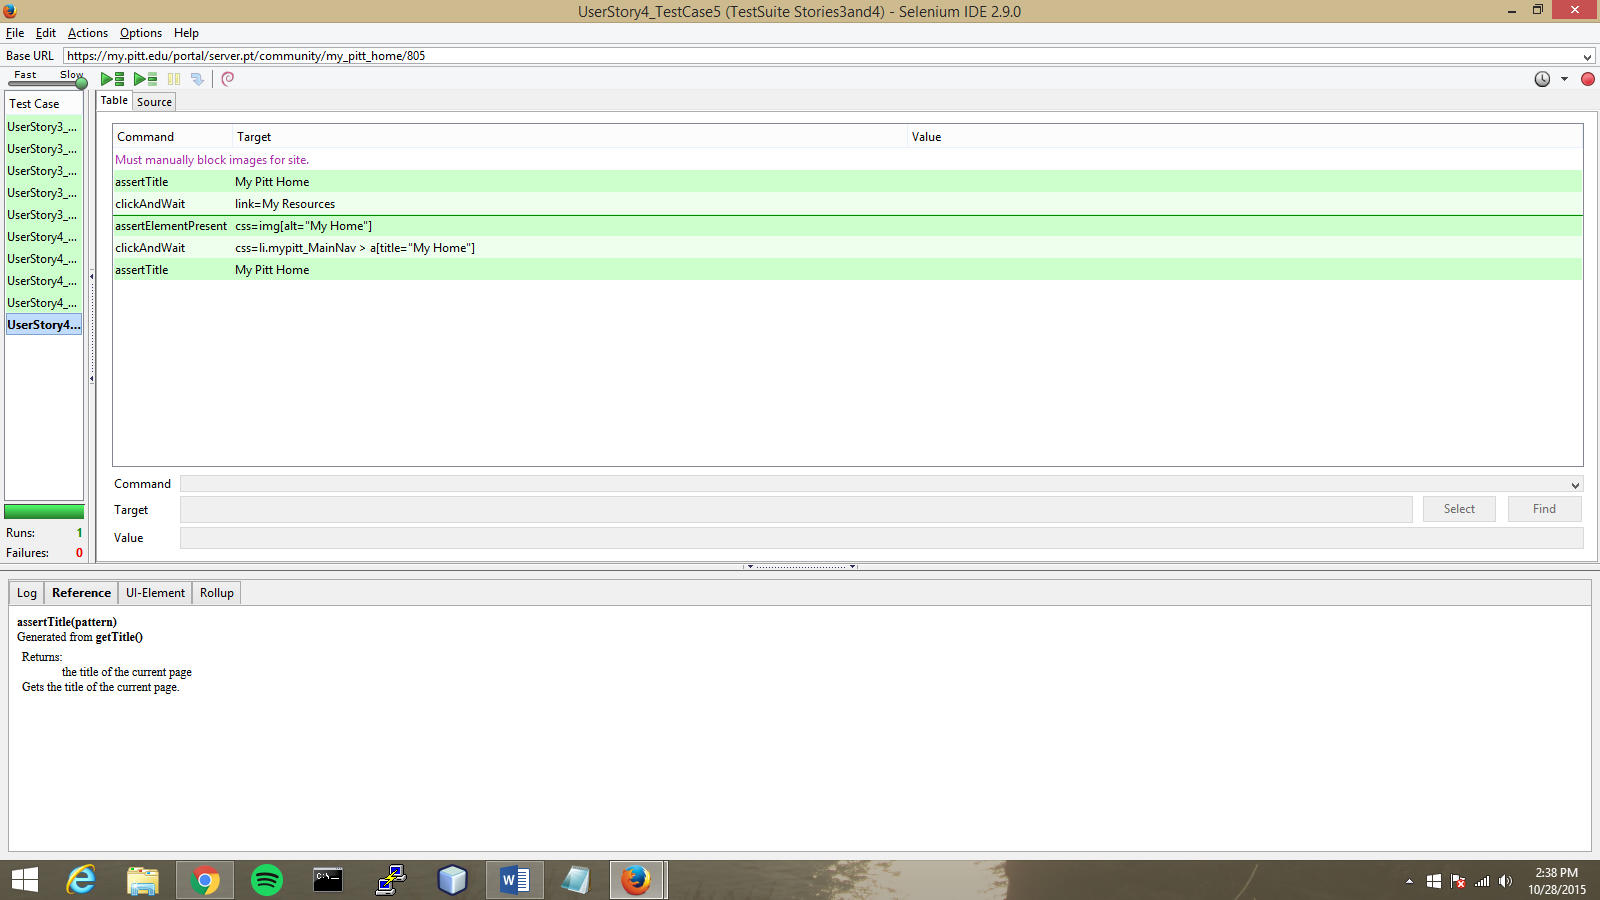 UserStory4_TestCase5 (TestSuite Stories3and4) - Selenium IDE 2.9.0
File Edit Actions Options Help
Base URL https://my.pitt.edu/portal/server.pt/community/my_pitt_home/805
Fast Slow
Test Case
UserStory3_...
UserStory3_...
UserStory3_...
UserStory3_...
UserStory3_...
UserStory4_...
UserStory4_...
UserStory4_...
UserStory4_...
UserStory4...
Runs: 1
Failures: 0
Table Source
Command Target Value
Must manually block images for site.
assertTitle My Pitt Home
clickAndWait link=My Resources
assertElementPresent css=img[alt="My Home"]
clickAndWait css=li.mypitt_MainNav > a[title="My Home"]
assertTitle My Pitt Home
Command
Target Select Find
Value
Log Reference UI-Element Rollup
assertTitle(pattern)
Generated from getTitle()
Returns:
the title of the current page
Gets the title of the current page.
C:\_
W
2:38 PM
10/28/2015